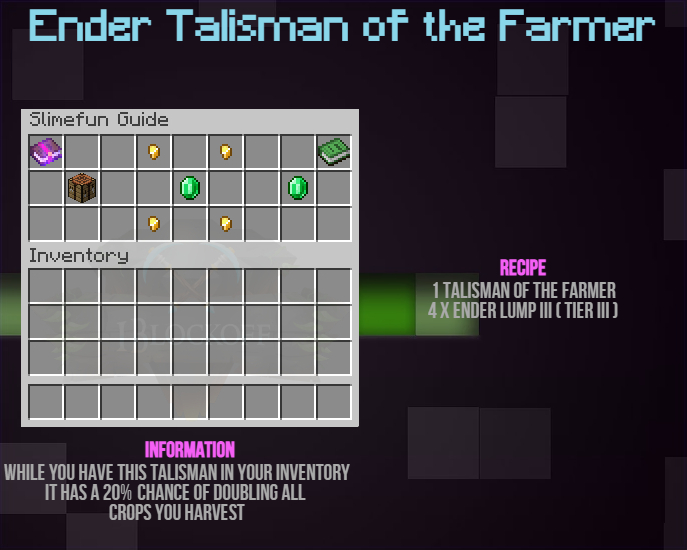 Ender Talisman of the Farmer
Slimefun Guide
Inventory
IBLOCKOFF
RECIPE
1 TALISMAN OF THE FARMER
4 X ENDER LUMP III ( TIER III )
INFORMATION
WHILE YOU HAVE THIS TALISMAN IN YOUR INVENTORY
IT HAS A 20% CHANCE OF DOUBLING ALL
CROPS YOU HARVEST